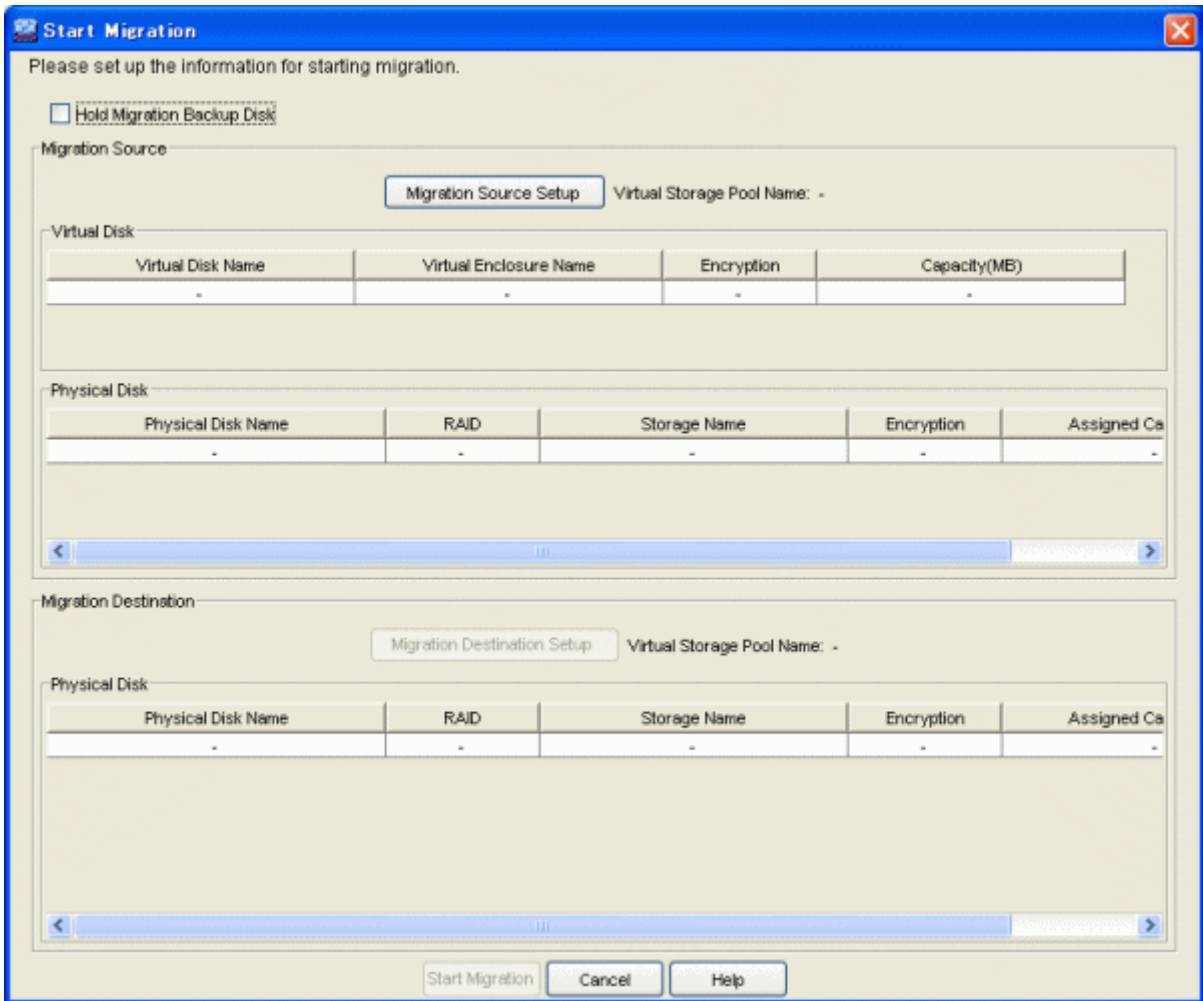 Start Migration
Please set up the information for starting migration.
Hold Migration Backup Disk
Migration Source
Migration Source Setup Virtual Storage Pool Name: -
Virtual Disk
Virtual Disk Name Virtual Enclosure Name Encryption Capacity(MB)
- - - -
Physical Disk
Physical Disk Name RAID Storage Name Encryption Assigned Ca
- - - - -
Migration Destination
Migration Destination Setup Virtual Storage Pool Name: -
Physical Disk
Physical Disk Name RAID Storage Name Encryption Assigned Ca
- - - - -
Start Migration Cancel Help